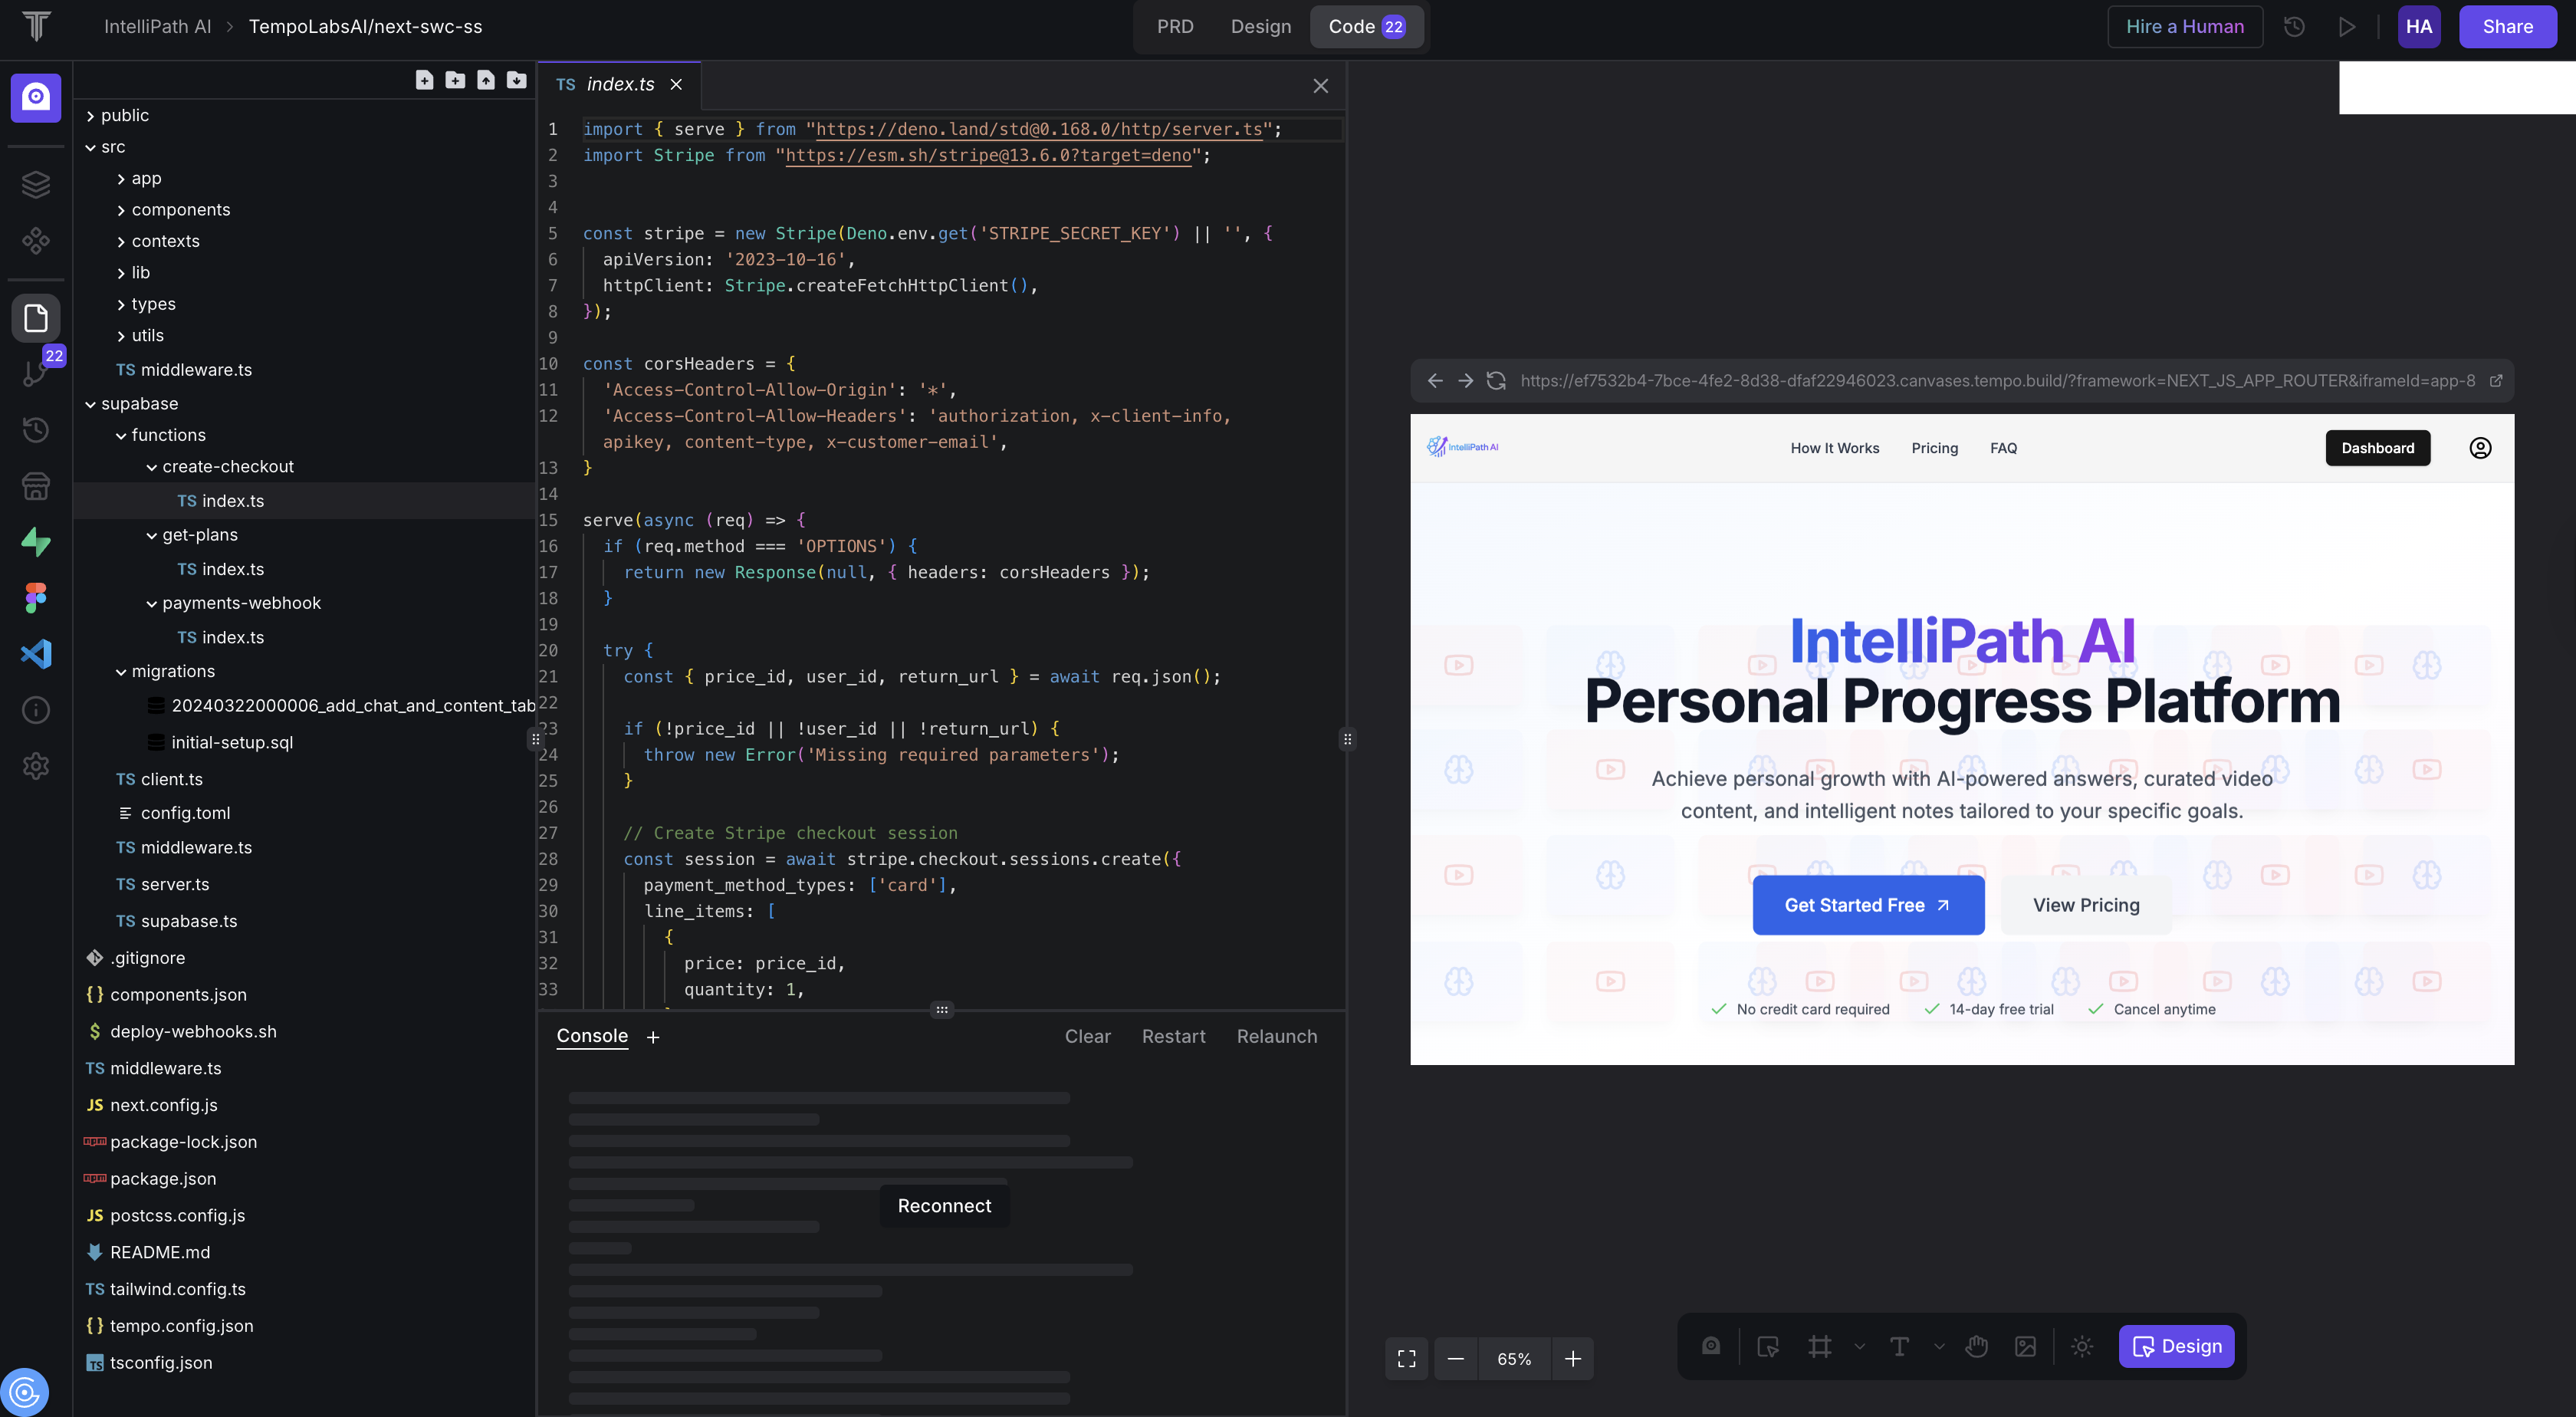 IntelliPath AI > TempoLabsAI/next-swc-ss
PRD Design Code 22
Hire a Human HA Share
22
public
src
app
components
contexts
lib
types
utils
TS middleware.ts
supabase
functions
create-checkout
TS index.ts
get-plans
TS index.ts
payments-webhook
TS index.ts
migrations
20240322000006_add_chat_and_content_tab
initial-setup.sql
TS client.ts
config.toml
TS middleware.ts
TS server.ts
TS supabase.ts
.gitignore
{} components.json
$ deploy-webhooks.sh
TS middleware.ts
JS next.config.js
package-lock.json
package.json
JS postcss.config.js
README.md
TS tailwind.config.ts
{} tempo.config.json
TS tsconfig.json
TS index.ts
1 import { serve } from "https://deno.land/std@0.168.0/http/server.ts";
2 import Stripe from "https://esm.sh/stripe@13.6.0?target=deno";
3
4
5 const stripe = new Stripe(Deno.env.get('STRIPE_SECRET_KEY') || '', {
6 apiVersion: '2023-10-16',
7 httpClient: Stripe.createFetchHttpClient(),
8 });
9
10 const corsHeaders = {
11 'Access-Control-Allow-Origin': '*',
12 'Access-Control-Allow-Headers': 'authorization, x-client-info,
apikey, content-type, x-customer-email',
13 }
14
15 serve(async (req) => {
16 if (req.method === 'OPTIONS') {
17 return new Response(null, { headers: corsHeaders });
18 }
19
20 try {
21 const { price_id, user_id, return_url } = await req.json();
22
23 if (!price_id || !user_id || !return_url) {
24 throw new Error('Missing required parameters');
25 }
26
27 // Create Stripe checkout session
28 const session = await stripe.checkout.sessions.create({
29 payment_method_types: ['card'],
30 line_items: [
31 {
32 price: price_id,
33 quantity: 1,
Console + Clear Restart Relaunch
Reconnect
https://ef7532b4-7bce-4fe2-8d38-dfaf22946023.canvases.tempo.build/?framework=NEXT_JS_APP_ROUTER&iframeId=app-8
IntelliPath AI How It Works Pricing FAQ Dashboard
IntelliPath AI
Personal Progress Platform
Achieve personal growth with AI-powered answers, curated video
content, and intelligent notes tailored to your specific goals.
Get Started Free View Pricing
No credit card required 14-day free trial Cancel anytime
65%
Design